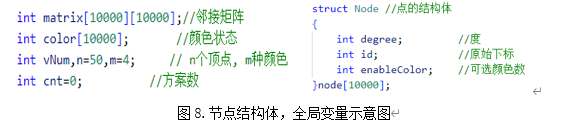 int matrix[10000][10000];//邻接矩阵
int color[10000]; //颜色状态
int vNum,n=50,m=4; // n个顶点, m种颜色
int cnt=0; //方案数
struct Node //点的结构体
{
int degree; //度
int id; //原始下标
int enableColor; //可选颜色数
}node[10000];
图 8. 节点结构体，全局变量示意图